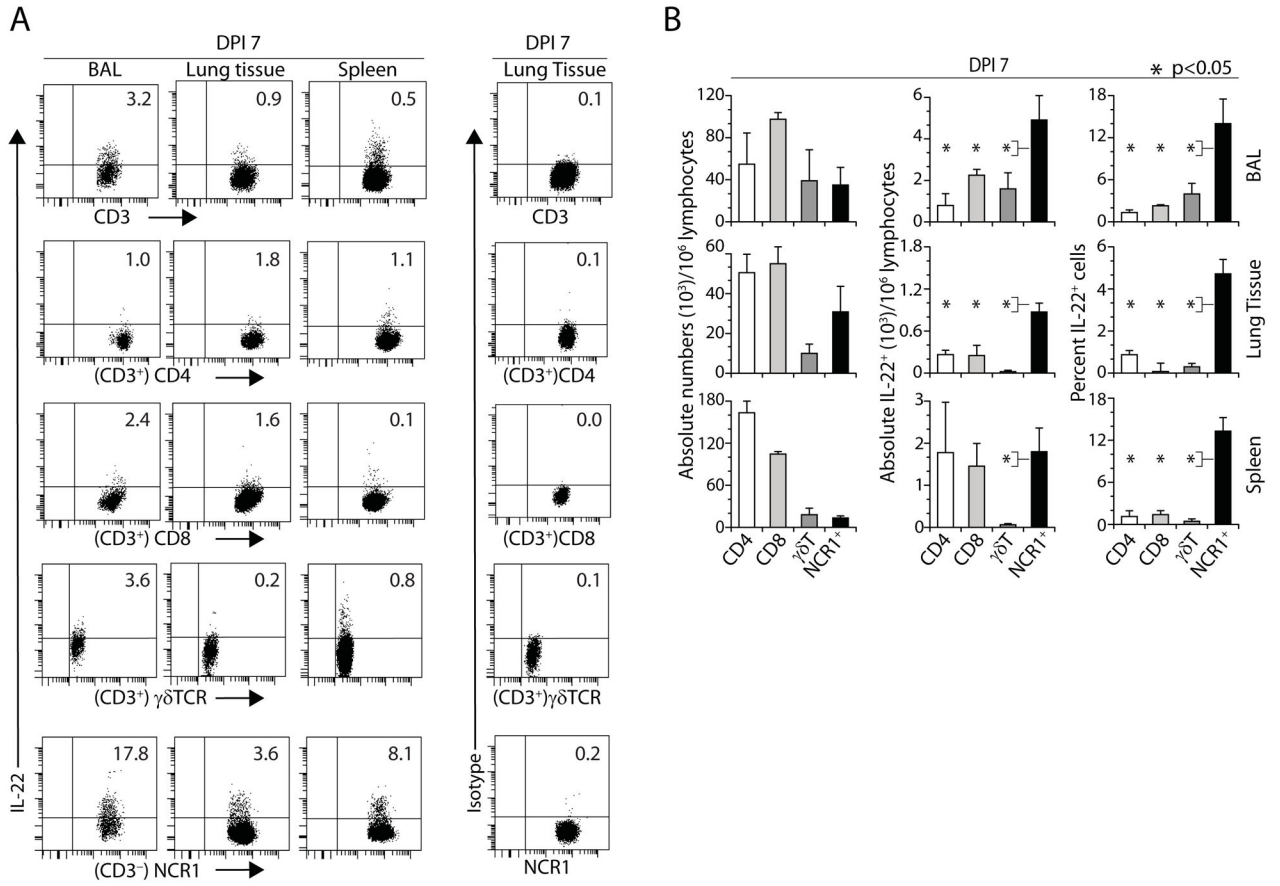 A
DPI 7
DPI 7
BAL Lung tissue Spleen
Lung Tissue
3.2 0.9 0.5 0.1
CD3
CD3
1.0 1.8 1.1 0.1
(CD3⁺) CD4
(CD3⁺)CD4
2.4 1.6 0.1 0.0
(CD3⁺) CD8
(CD3⁺)CD8
3.6 0.2 0.8 0.1
(CD3⁺) γδTCR
(CD3⁺)γδTCR
17.8 3.6 8.1 0.2
(CD3⁻) NCR1
NCR1
IL-22
Isotype
B
DPI 7
* p<0.05
Absolute numbers (10³)/10⁶ lymphocytes
Absolute IL-22⁺ (10³)/10⁶ lymphocytes
Percent IL-22⁺ cells
120
80
40
0
6
4
2
0
* * *
18
12
6
0
* * *
BAL
60
40
20
0
1.8
1.2
0.6
0
* * *
6
4
2
0
* * *
Lung Tissue
180
120
60
0
3
2
1
0
*
18
12
6
0
* * *
Spleen
CD4 CD8 γδT NCR1⁺
CD4 CD8 γδT NCR1⁺
CD4 CD8 γδT NCR1⁺